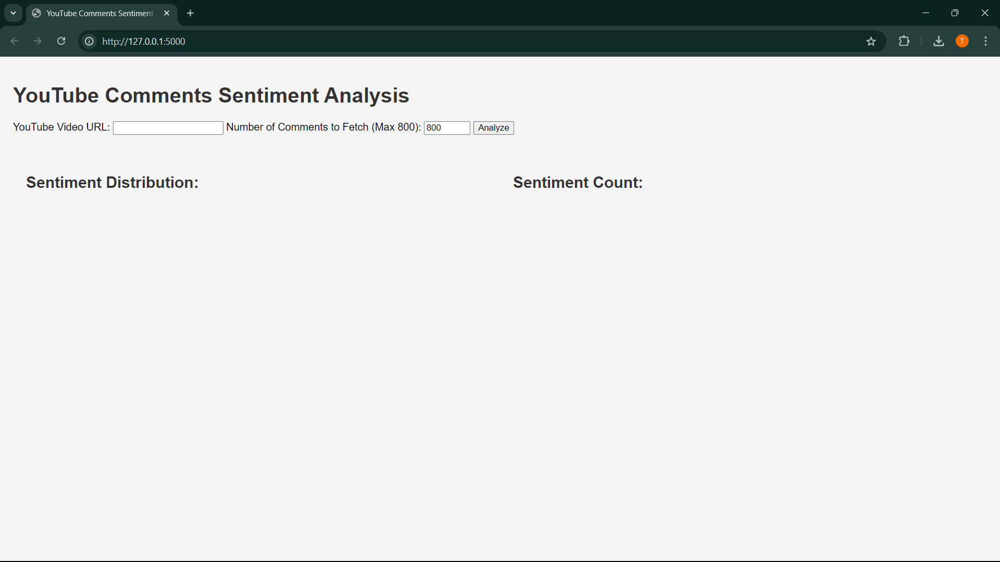 YouTube Comments Sentiment
http://127.0.0.1:5000
T
YouTube Comments Sentiment Analysis
YouTube Video URL: Number of Comments to Fetch (Max 800): 800 Analyze
Sentiment Distribution: Sentiment Count: